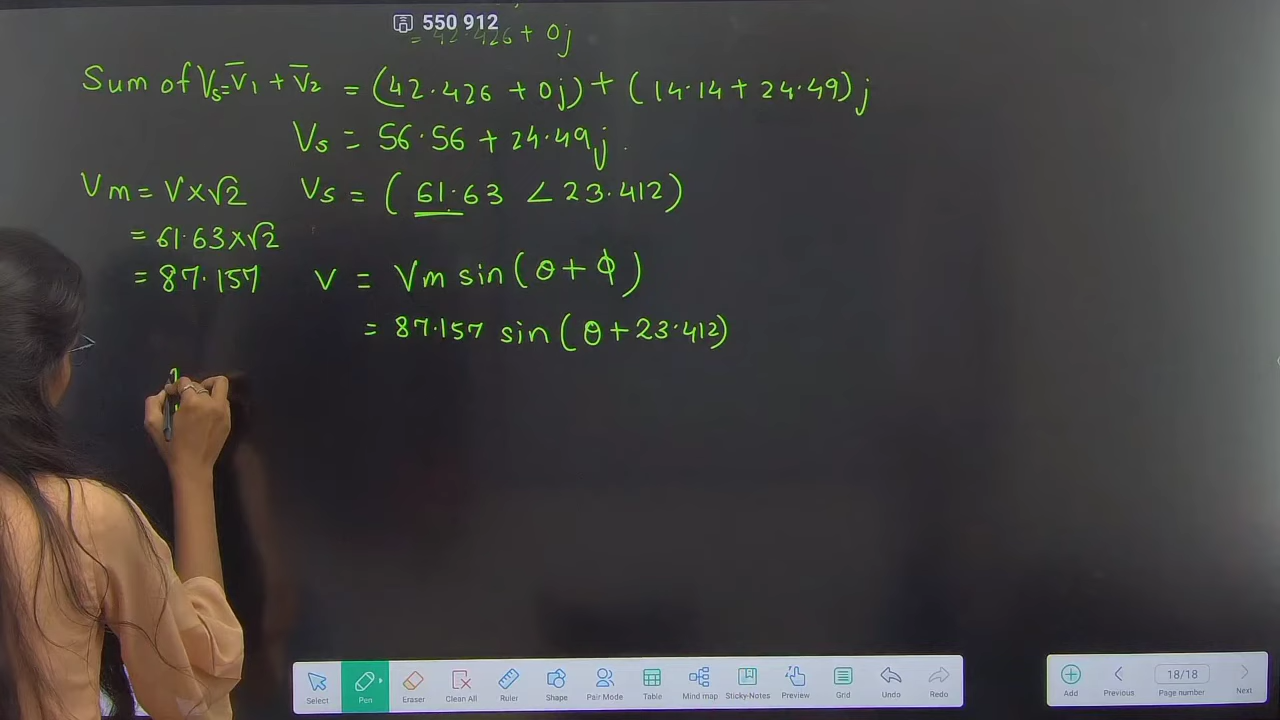 550 912
= 42.426 + 0j
Sum of Vs = V̅1 + V̅2 = (42.426 + 0j) + (14.14 + 24.49)j
Vs = 56.56 + 24.49j.
Vm = V×√2 Vs = (61.63 ∠23.412)
= 61.63×√2
= 87.157 V = Vm sin(θ+ϕ)
= 87.157 sin(θ+23.412)
Select Pen Eraser Clean All Ruler Shape Pair Mode Table Mind map Sticky-Notes Preview Grid Undo Redo
Add Previous 18/18 Page number Next